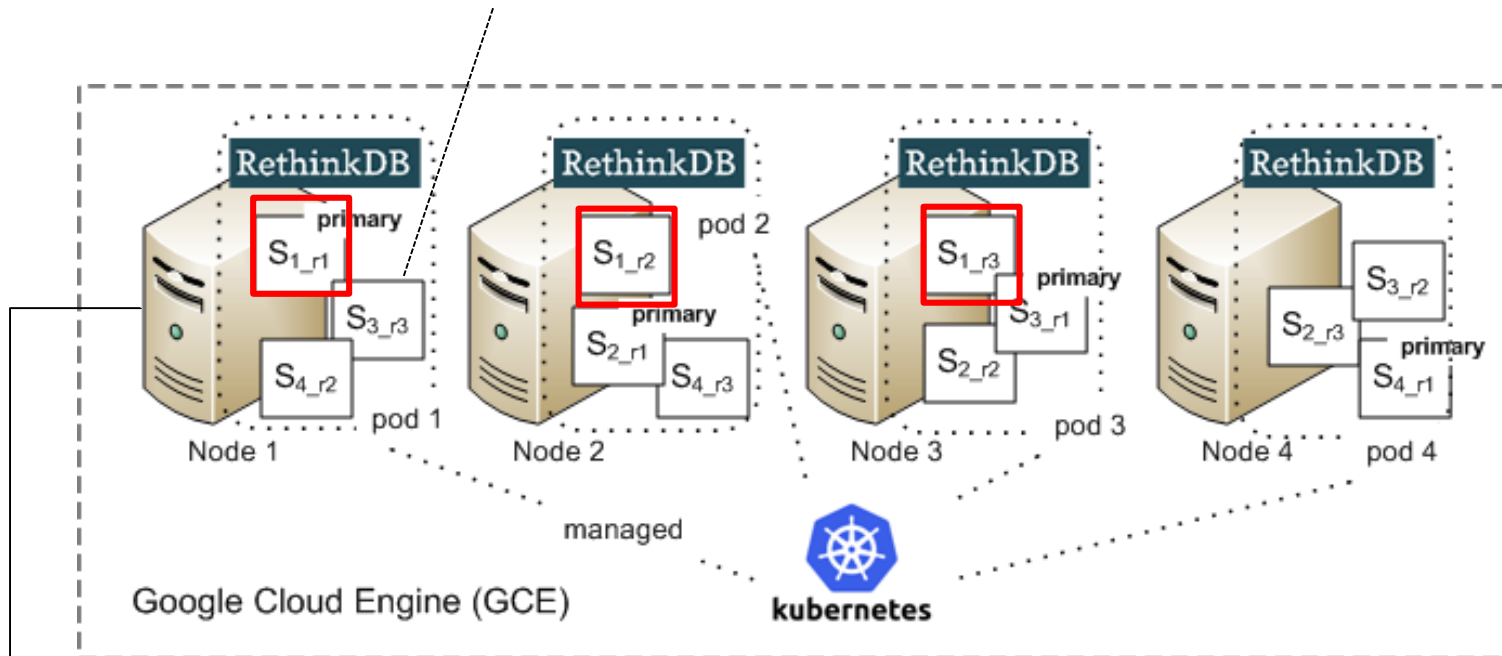 RethinkDB
primary
S1_r1
S3_r3
S4_r2
pod 1
Node 1
RethinkDB
S1_r2
pod 2
primary
S2_r1
S4_r3
Node 2
RethinkDB
S1_r3
primary
S3_r1
S2_r2
pod 3
Node 3
RethinkDB
S3_r2
S2_r3
primary
S4_r1
Node 4
pod 4
managed
kubernetes
Google Cloud Engine (GCE)